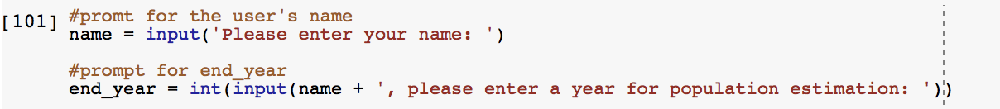 [101] #promt for the user's name
name = input('Please enter your name: ')
#prompt for end_year
end_year = int(input(name + ', please enter a year for population estimation: '))